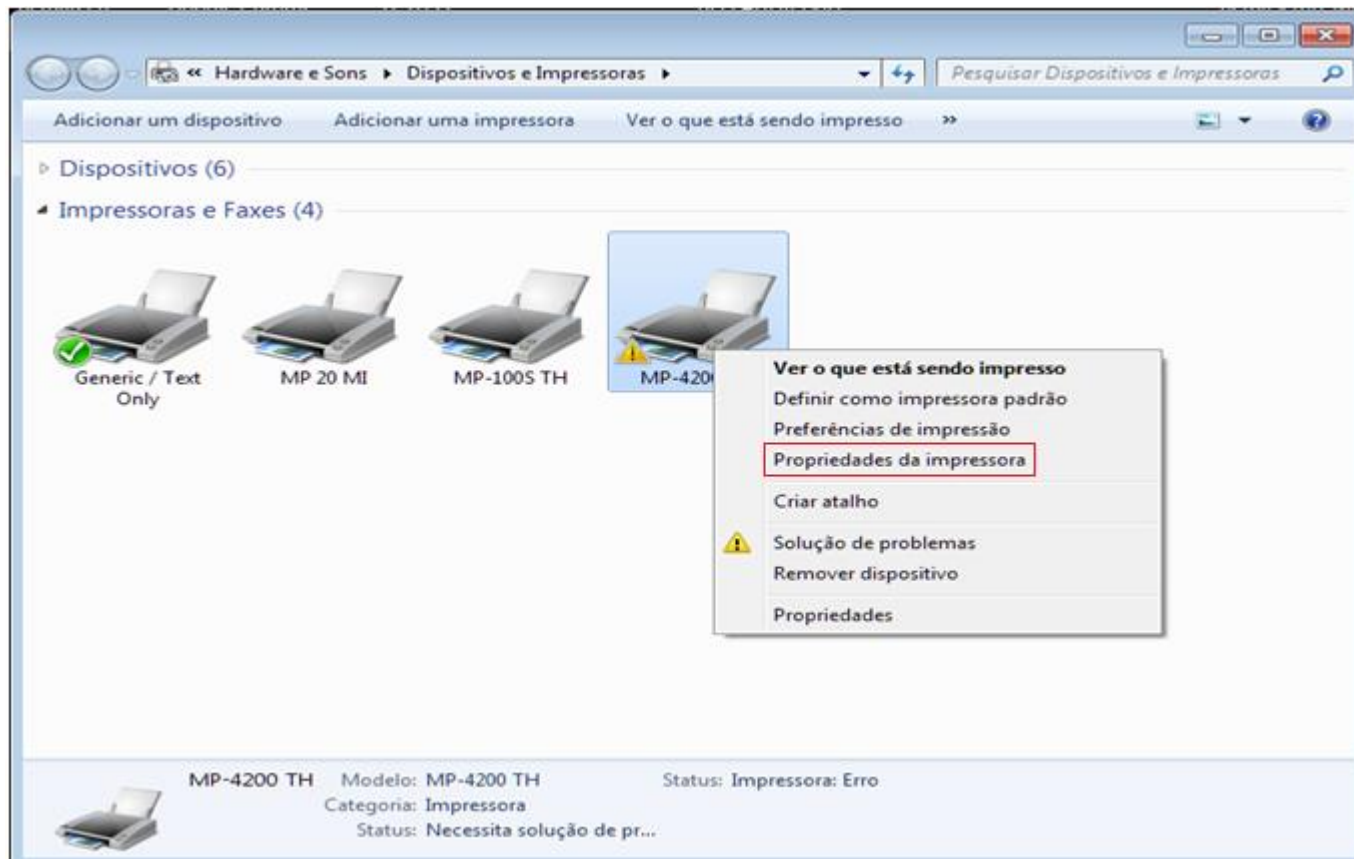 « Hardware e Sons ▸ Dispositivos e Impressoras ▸ Pesquisar Dispositivos e Impressoras
Adicionar um dispositivo Adicionar uma impressora Ver o que está sendo impresso »
Dispositivos (6)
Impressoras e Faxes (4)
Generic / Text Only
MP 20 MI
MP-100S TH
MP-420
Ver o que está sendo impresso
Definir como impressora padrão
Preferências de impressão
Propriedades da impressora
Criar atalho
Solução de problemas
Remover dispositivo
Propriedades
MP-4200 TH Modelo: MP-4200 TH Status: Impressora: Erro
Categoria: Impressora
Status: Necessita solução de pr...